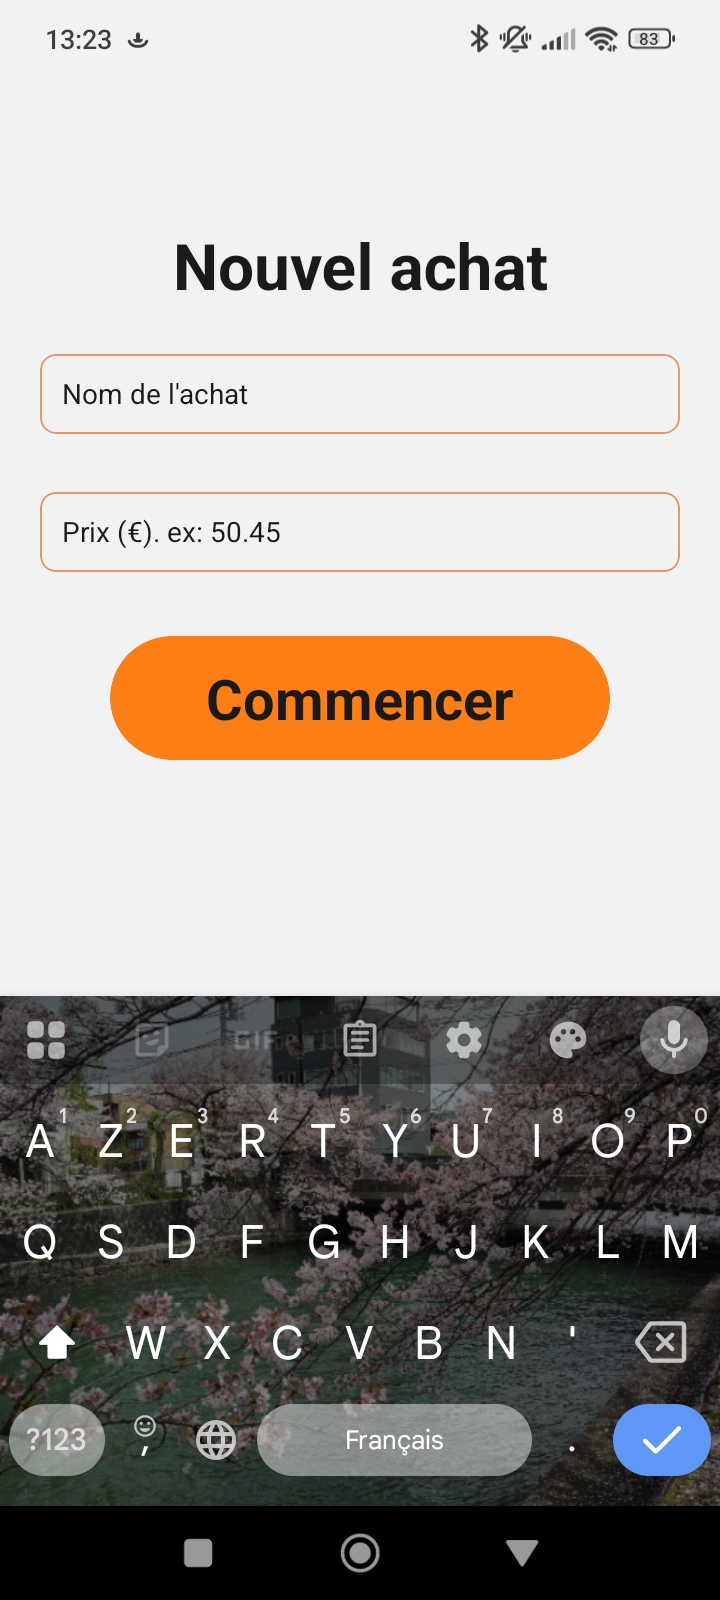 13:23
83
Nouvel achat
Nom de l'achat
Prix (€). ex: 50.45
Commencer
GIF
1 2 3 4 5 6 7 8 9 0
A Z E R T Y U I O P
Q S D F G H J K L M
W X C V B N '
?123 , Français .